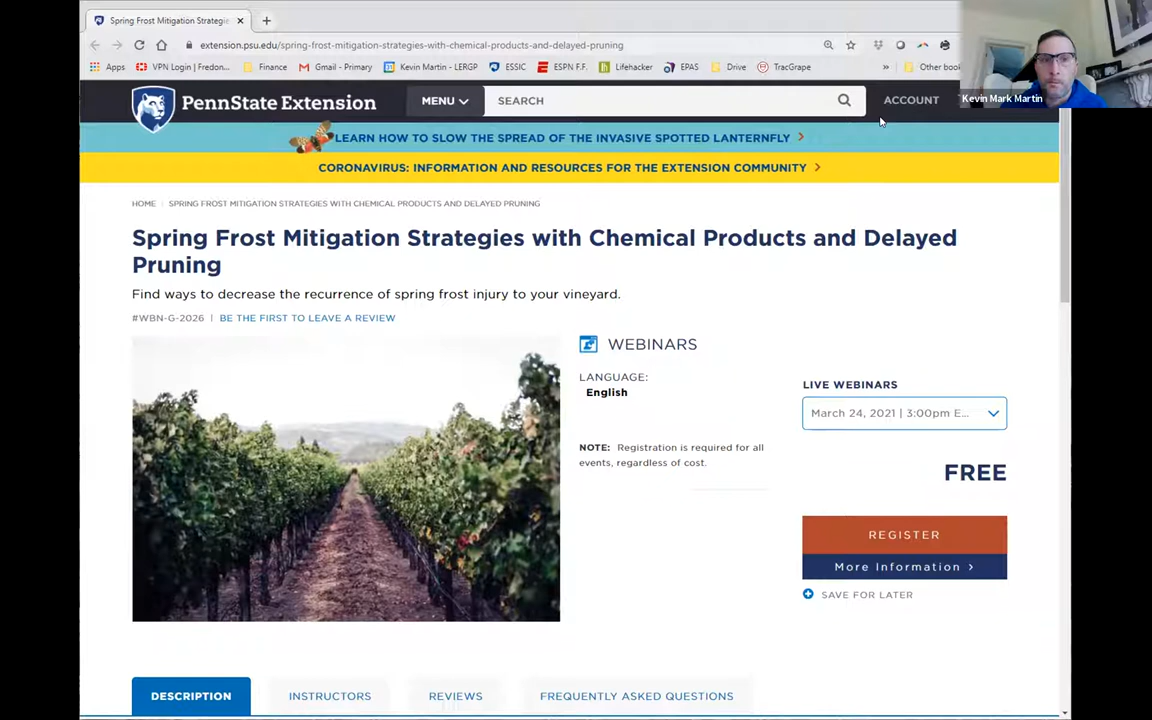 Spring Frost Mitigation Strategie
extension.psu.edu/spring-frost-mitigation-strategies-with-chemical-products-and-delayed-pruning
Apps VPN Login | Fredon... Finance Gmail - Primary Kevin Martin - LERGP ESSIC ESPN F.F. Lifehacker EPAS Drive TracGrape » Other book
Kevin Mark Martin
PennState Extension MENU SEARCH ACCOUNT
LEARN HOW TO SLOW THE SPREAD OF THE INVASIVE SPOTTED LANTERNFLY
CORONAVIRUS: INFORMATION AND RESOURCES FOR THE EXTENSION COMMUNITY
HOME SPRING FROST MITIGATION STRATEGIES WITH CHEMICAL PRODUCTS AND DELAYED PRUNING
Spring Frost Mitigation Strategies with Chemical Products and Delayed
Pruning
Find ways to decrease the recurrence of spring frost injury to your vineyard.
#WBN-G-2026 | BE THE FIRST TO LEAVE A REVIEW
WEBINARS
LANGUAGE:
English
NOTE: Registration is required for all
events, regardless of cost.
LIVE WEBINARS
March 24, 2021 | 3:00pm E...
FREE
REGISTER
More Information >
SAVE FOR LATER
DESCRIPTION INSTRUCTORS REVIEWS FREQUENTLY ASKED QUESTIONS